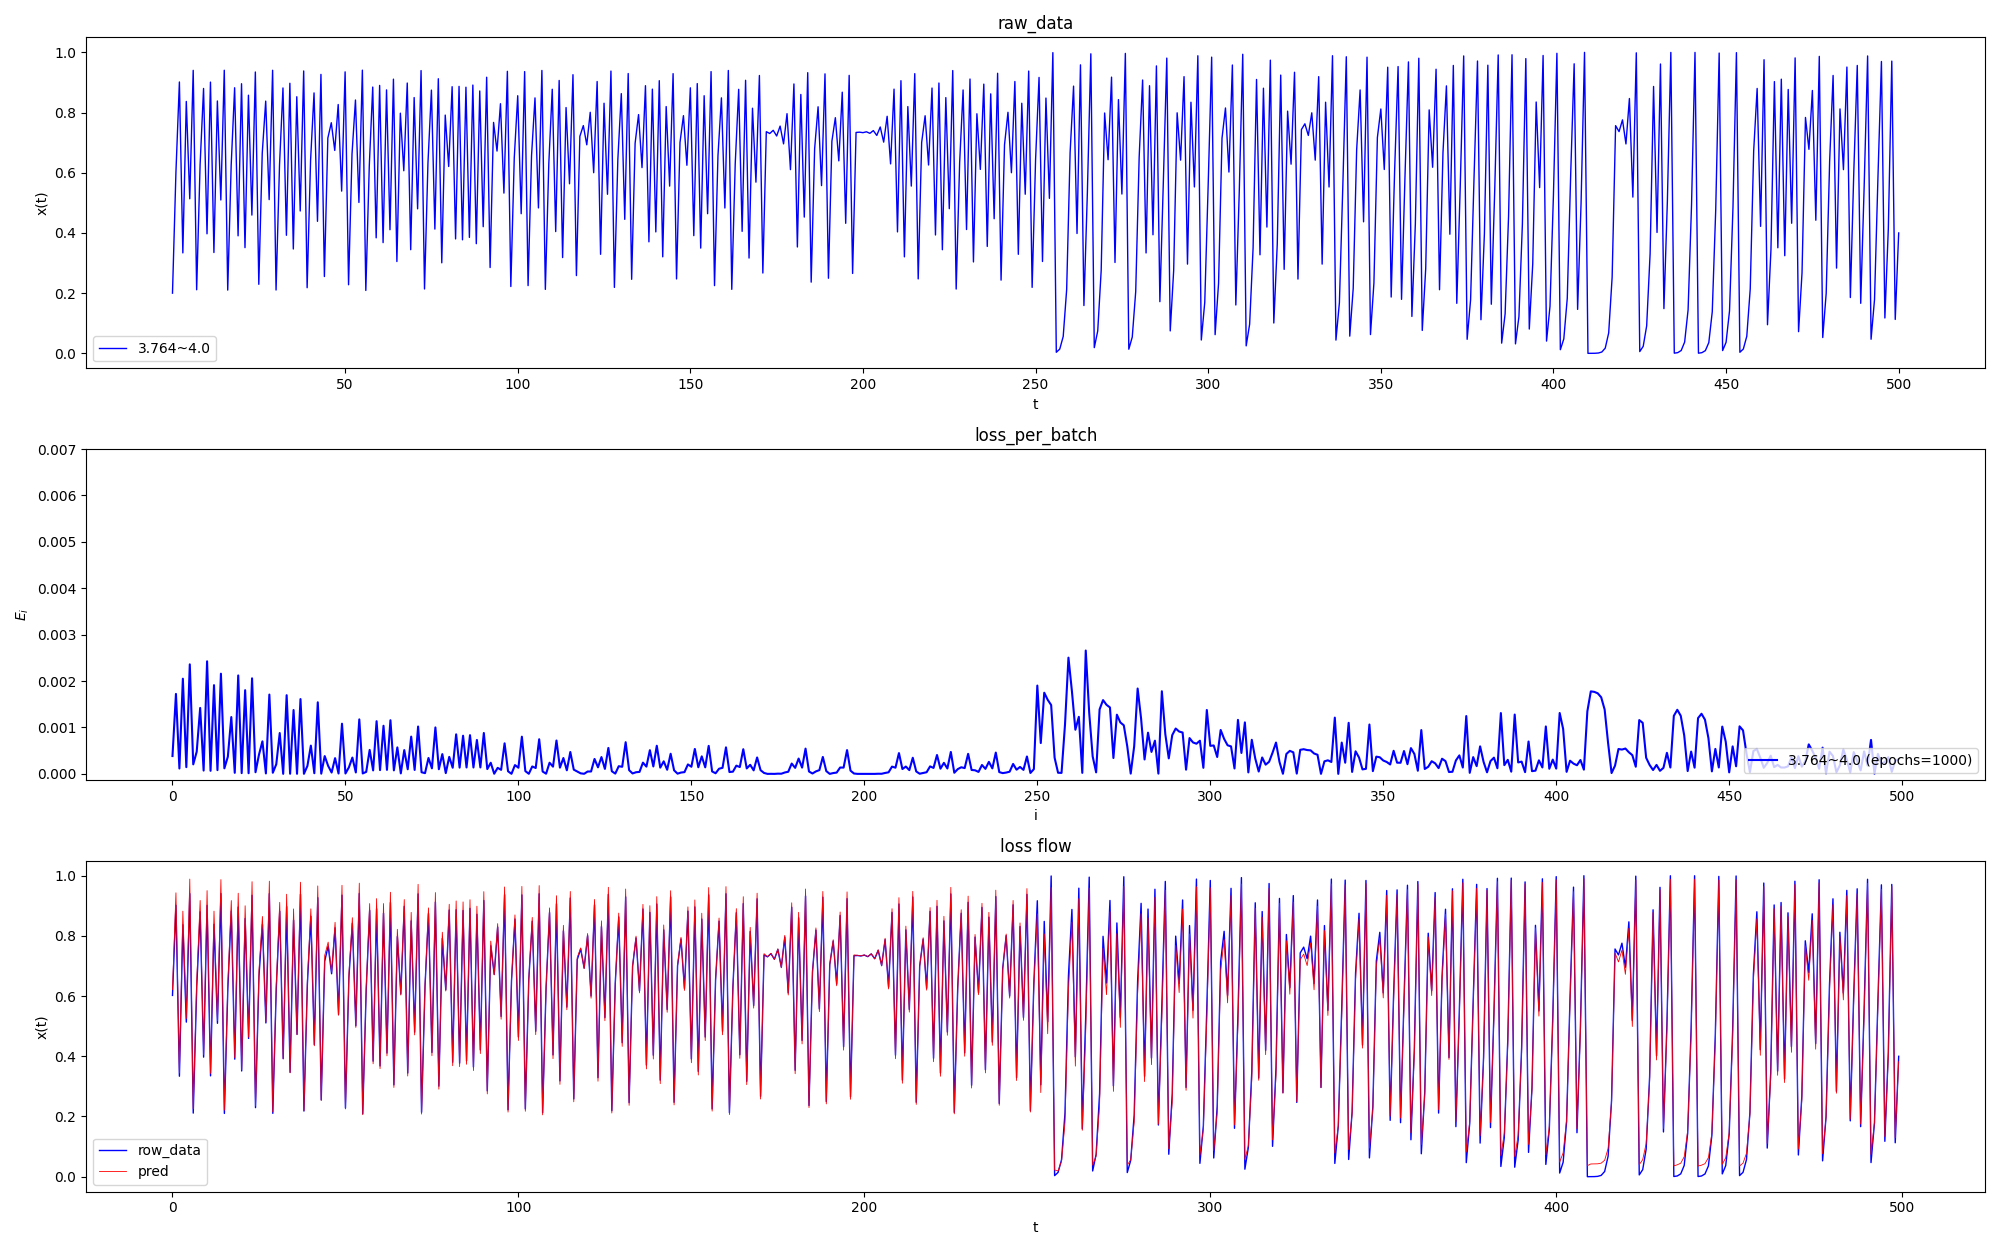 raw_data
1.0
0.8
0.6
0.4
0.2
0.0
x(t)
3.764~4.0
50 100 150 200 250 300 350 400 450 500
t
loss_per_batch
0.007
0.006
0.005
0.004
0.003
0.002
0.001
0.000
E_i
3.764~4.0 (epochs=1000)
0 50 100 150 200 250 300 350 400 450 500
i
loss flow
1.0
0.8
0.6
0.4
0.2
0.0
x(t)
row_data
pred
0 100 200 300 400 500
t